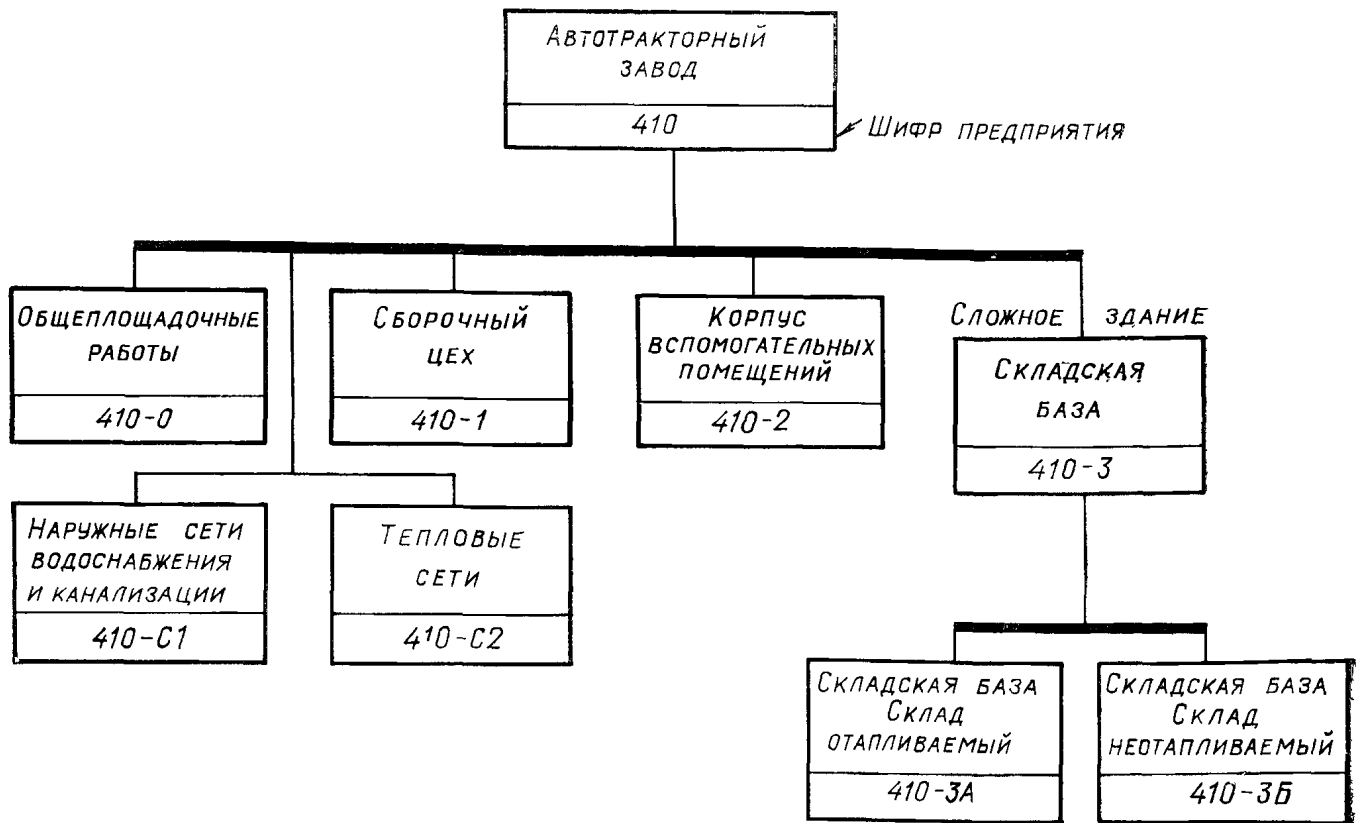 Автотракторный
завод
410
Шифр предприятия
Общеплощадочные
работы
410-0
Сборочный
цех
410-1
Корпус
вспомогательных
помещений
410-2
Сложное здание
Складская
база
410-3
Наружные сети
водоснабжения
и канализации
410-С1
Тепловые
сети
410-С2
Складская база
Склад
отапливаемый
410-3А
Складская база
Склад
неотапливаемый
410-3Б